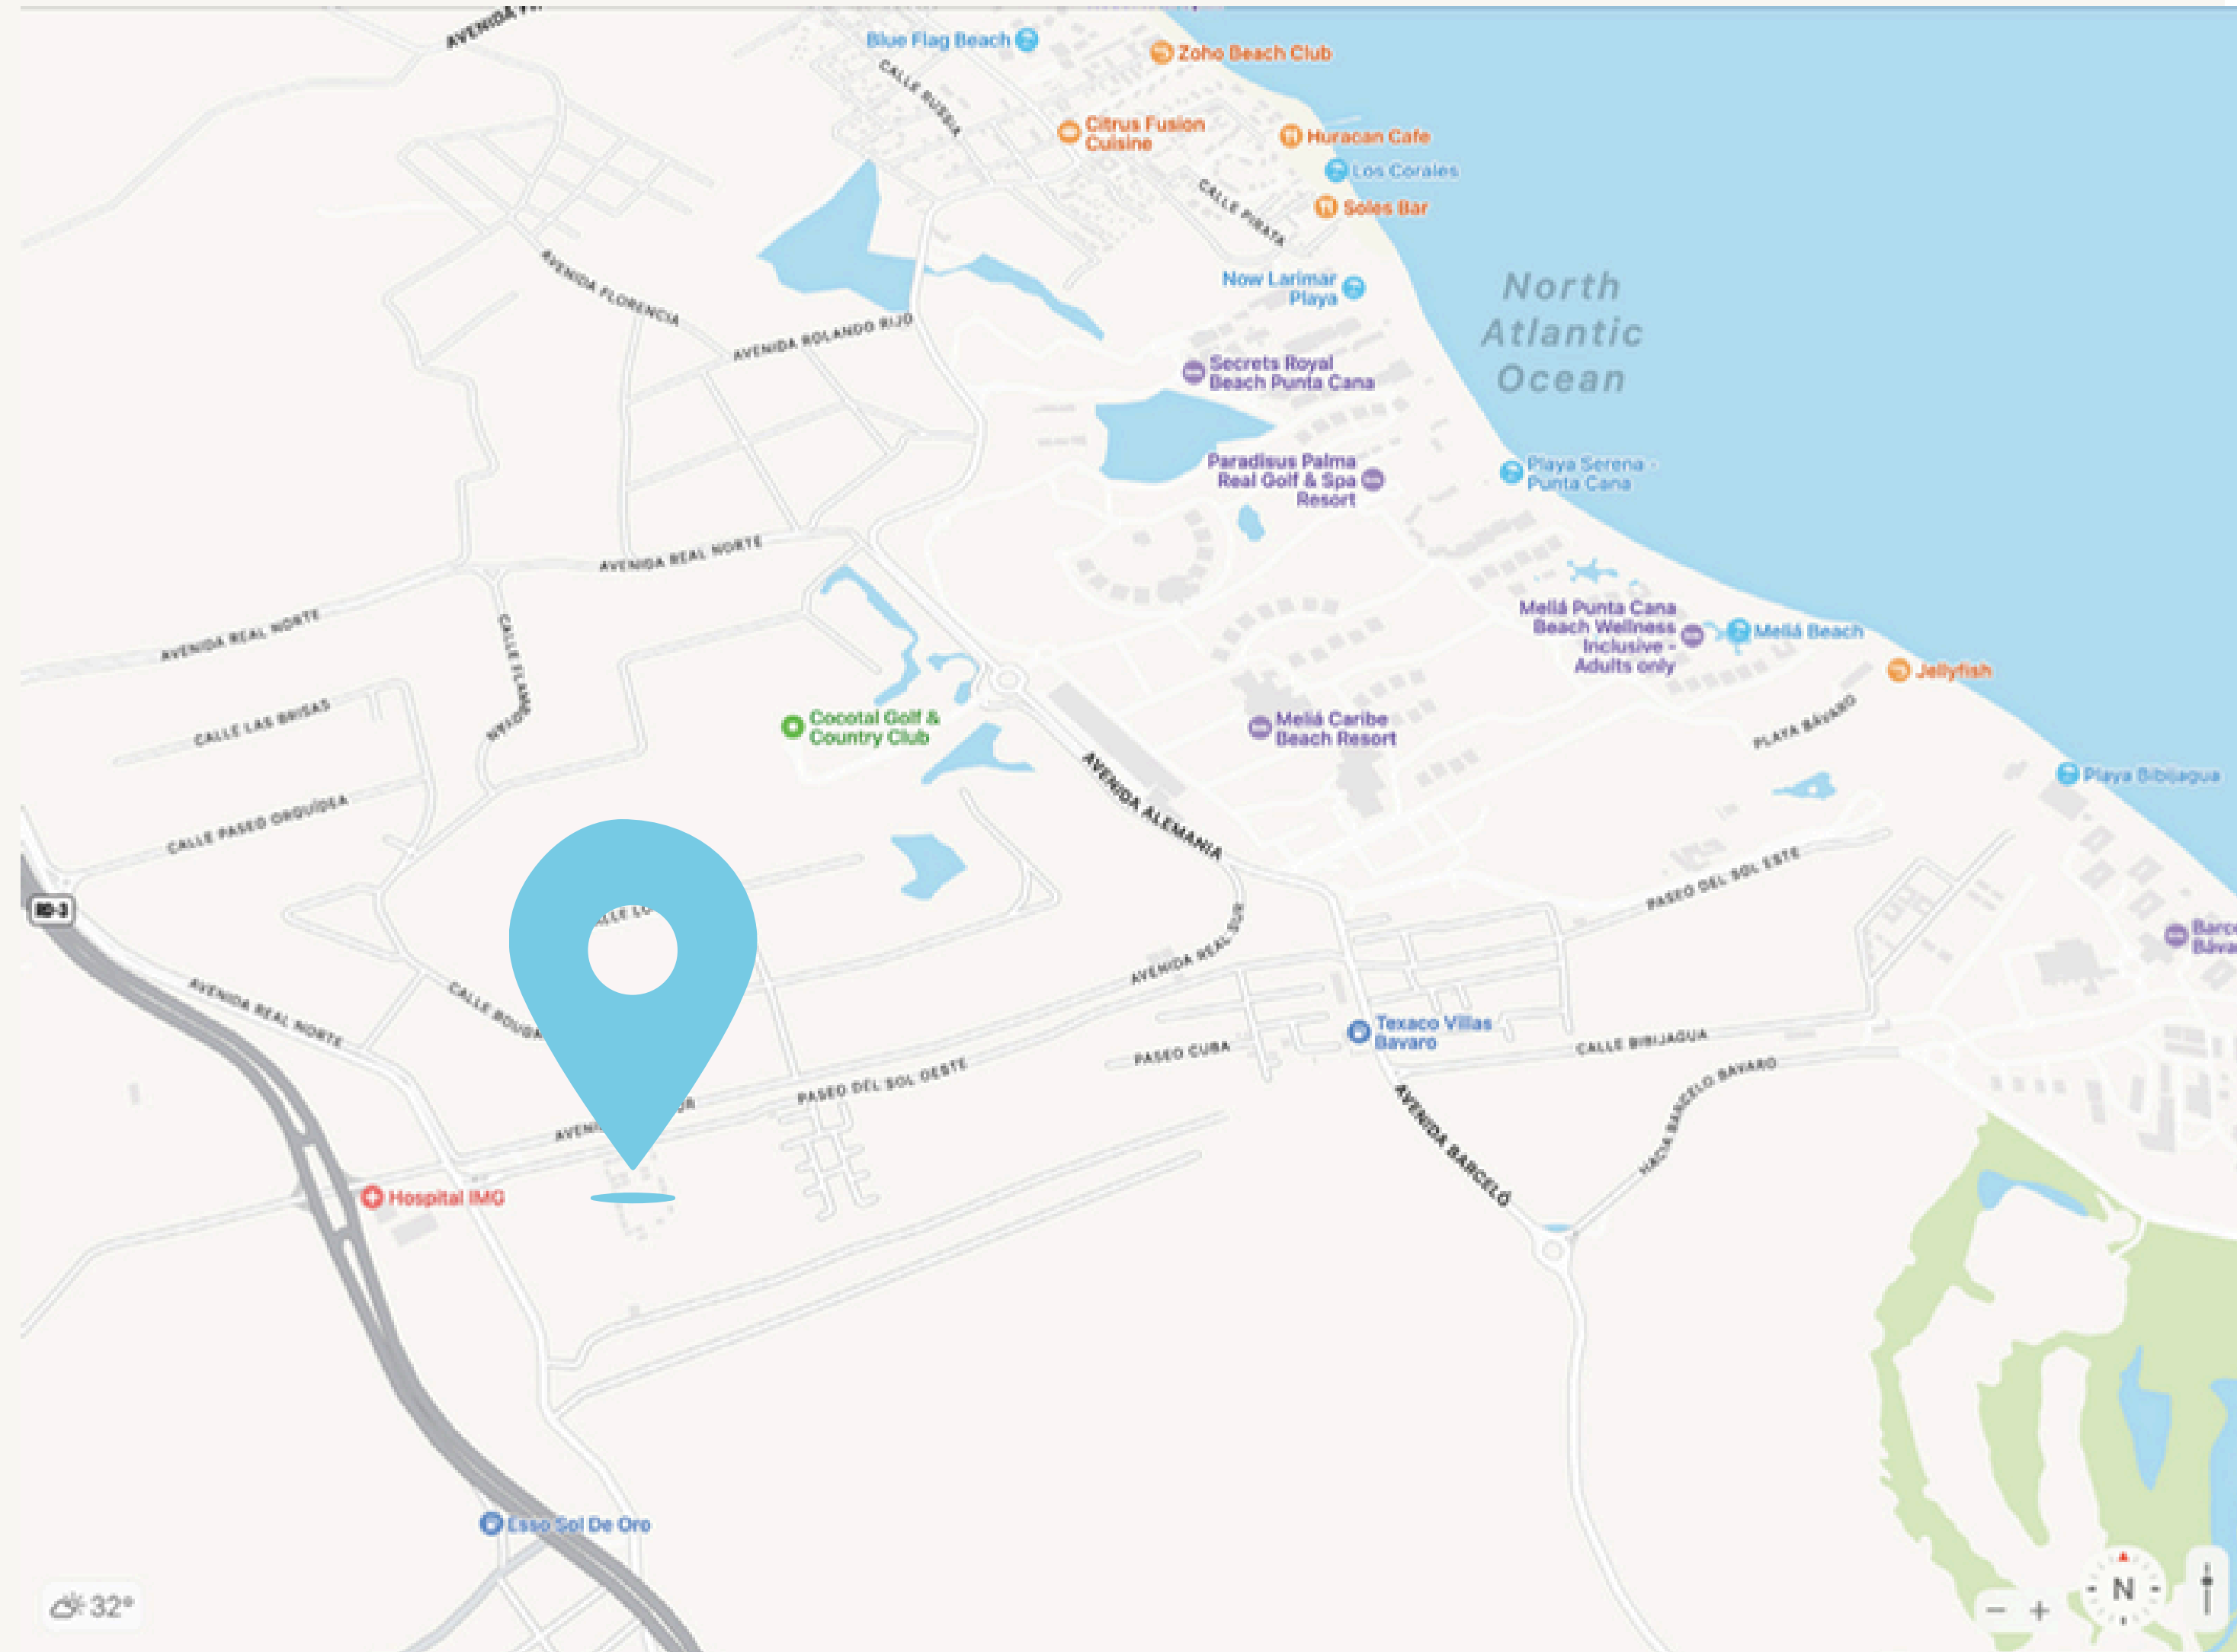 Blue Flag Beach
Zoho Beach Club
CALLE RUSSIA
Citrus Fusion
Cuisine
Huracan Cafe
Los Corales
CALLE PIRATA
Soles Bar
AVENIDA FLORENCIA
Now Larimar
Playa
North
Atlantic
Ocean
AVENIDA ROLANDO RIJO
Secrets Royal
Beach Punta Cana
Paradisus Palma
Real Golf & Spa
Resort
Playa Serena -
Punta Cana
AVENIDA REAL NORTE
AVENIDA REAL NORTE
CALLE FLAMBOYAN
Meliá Punta Cana
Beach Wellness
Inclusive -
Adults only
Meliá Beach
Jellyfish
CALLE LAS BRISAS
Cocotal Golf &
Country Club
Meliá Caribe
Beach Resort
PLAYA BÁVARO
AVENIDA ALEMANIA
Playa Bibijagua
CALLE PASEO ORQUÍDEA
PASEO DEL SOL ESTE
RD-3
AVENIDA REAL SUR
AVENIDA REAL NORTE
Texaco Villas
Bavaro
CALLE BIBIJAGUA
PASEO CUBA
PASEO DEL SOL OESTE
HACIA BARCELO BAVARO
AVENIDA BARCELÓ
Hospital IMG
Esso Sol De Oro
32°
N